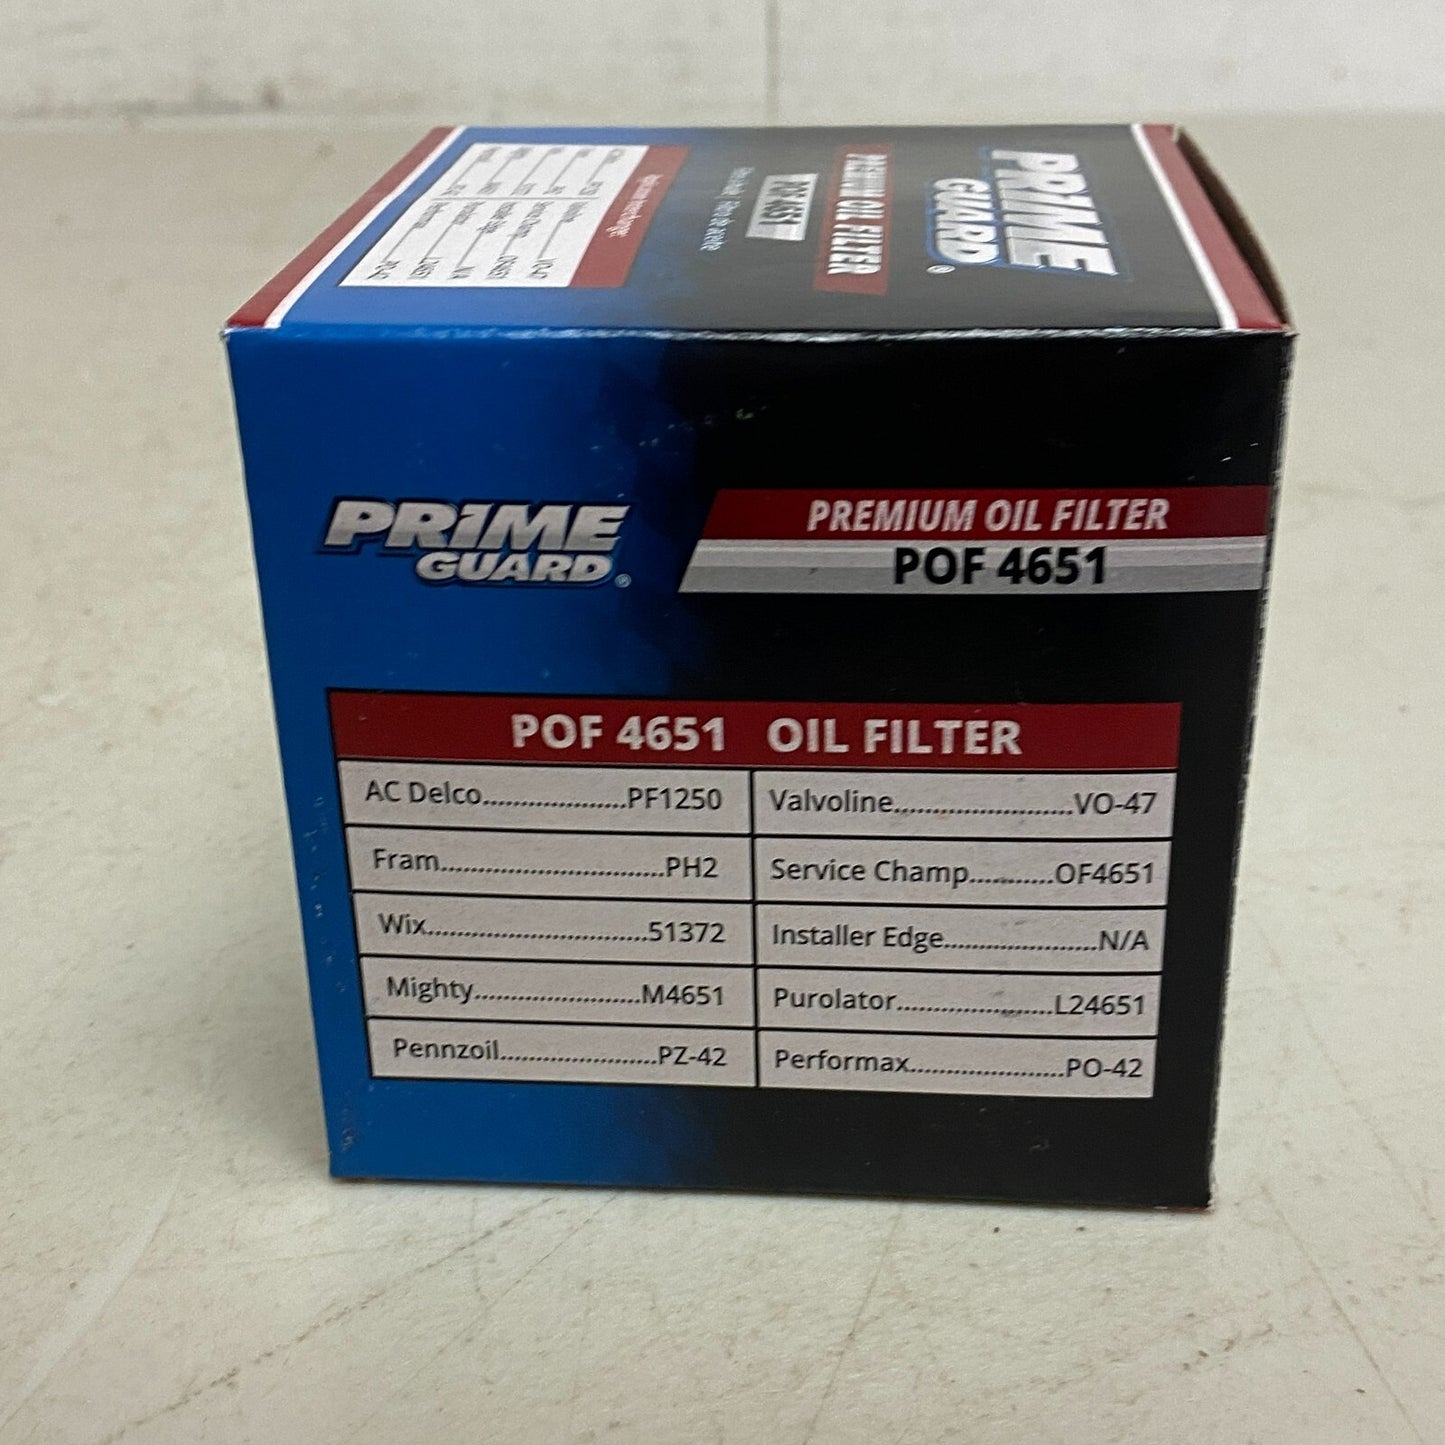 PRIME
GUARD®
PREMIUM OIL FILTER
POF 4651
PRIME
GUARD®
PREMIUM OIL FILTER
POF 4651
POF 4651 OIL FILTER
AC Delco....................PF1250
Valvoline.........................VO-47
Fram...............................PH2
Service Champ...........OF4651
Wix...............................51372
Installer Edge.....................N/A
Mighty.......................M4651
Purolator......................L24651
Pennzoil......................PZ-42
Performax.....................PO-42